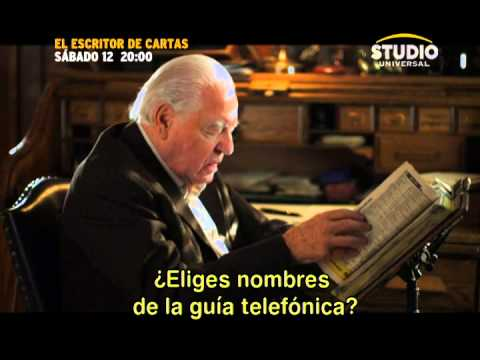 EL ESCRITOR DE CARTAS
SÁBADO 12 20:00
STUDIO
UNIVERSAL
¿Eliges nombres
de la guía telefónica?